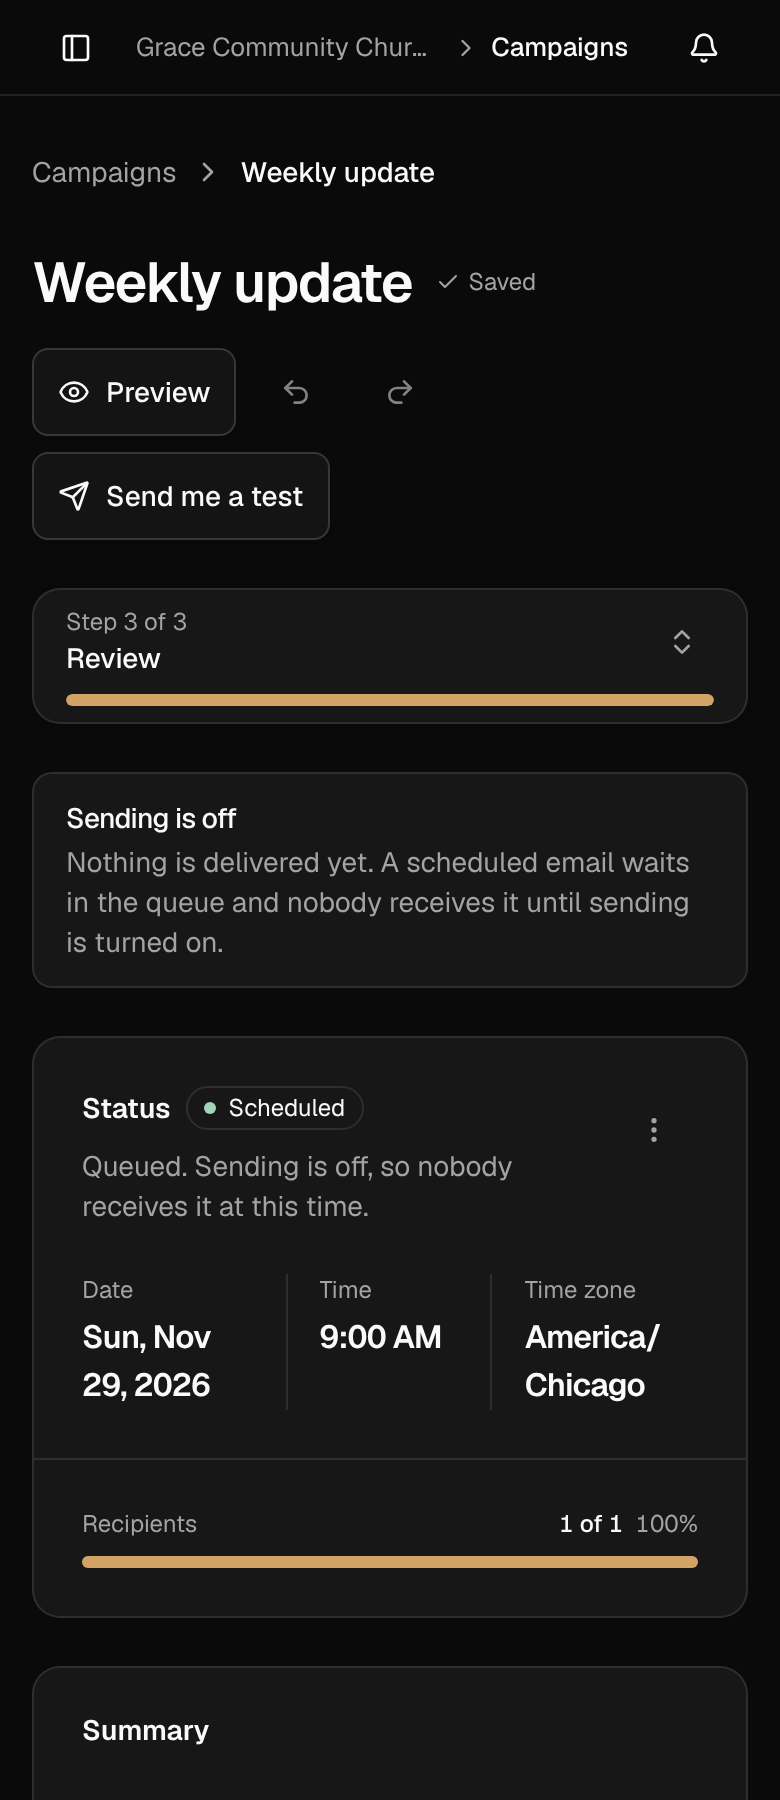 Grace Community Chur... > Campaigns
Campaigns > Weekly update
Weekly update ✓ Saved
Preview
Send me a test
Step 3 of 3
Review
Sending is off
Nothing is delivered yet. A scheduled email waits
in the queue and nobody receives it until sending
is turned on.
Status Scheduled
Queued. Sending is off, so nobody
receives it at this time.
Date Time Time zone
Sun, Nov 9:00 AM America/
29, 2026 Chicago
Recipients 1 of 1 100%
Summary